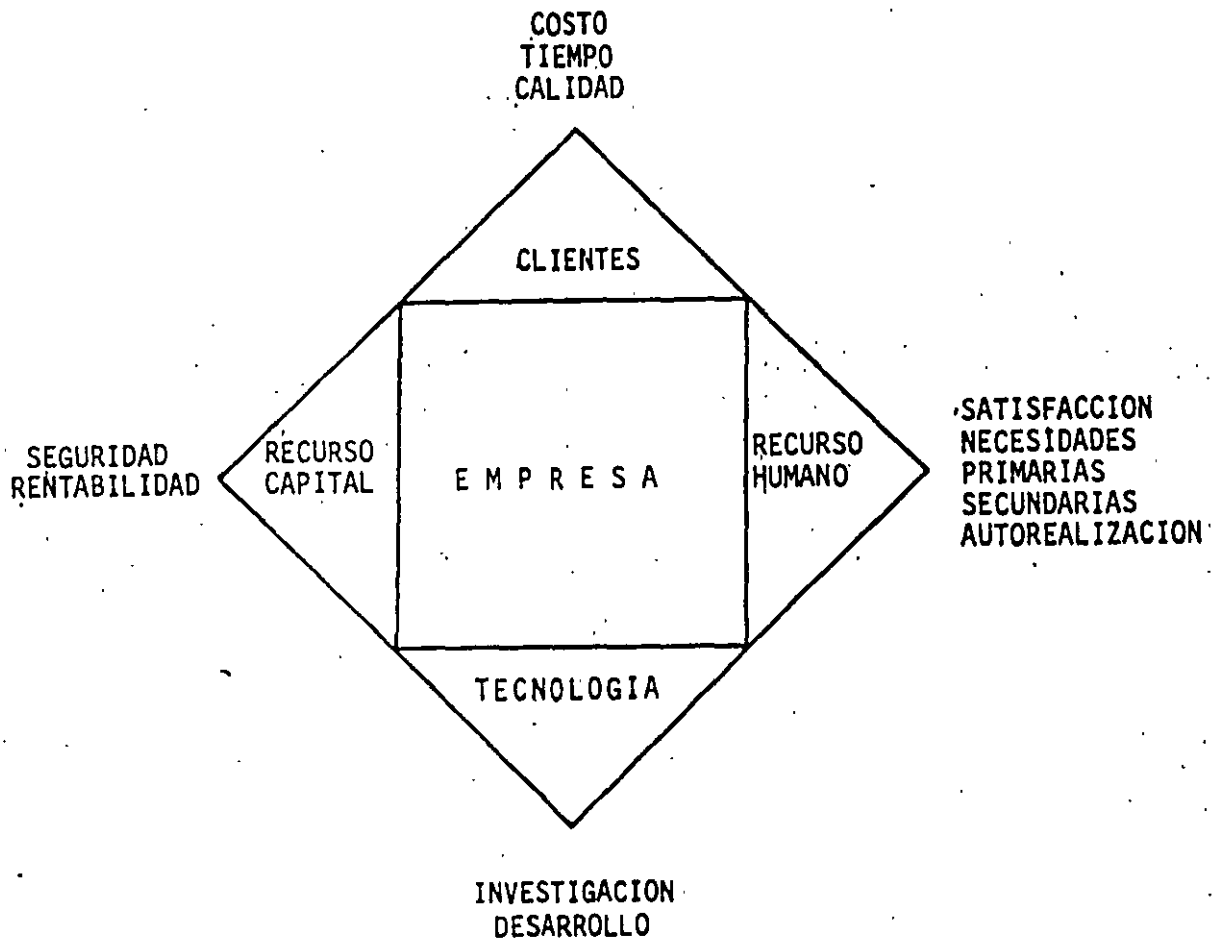 COSTO
TIEMPO
CALIDAD
CLIENTES
SEGURIDAD
RENTABILIDAD
RECURSO
CAPITAL
E M P R E S A
RECURSO
HUMANO
SATISFACCION
NECESIDADES
PRIMARIAS
SECUNDARIAS
AUTOREALIZACION
TECNOLOGIA
INVESTIGACION
DESARROLLO